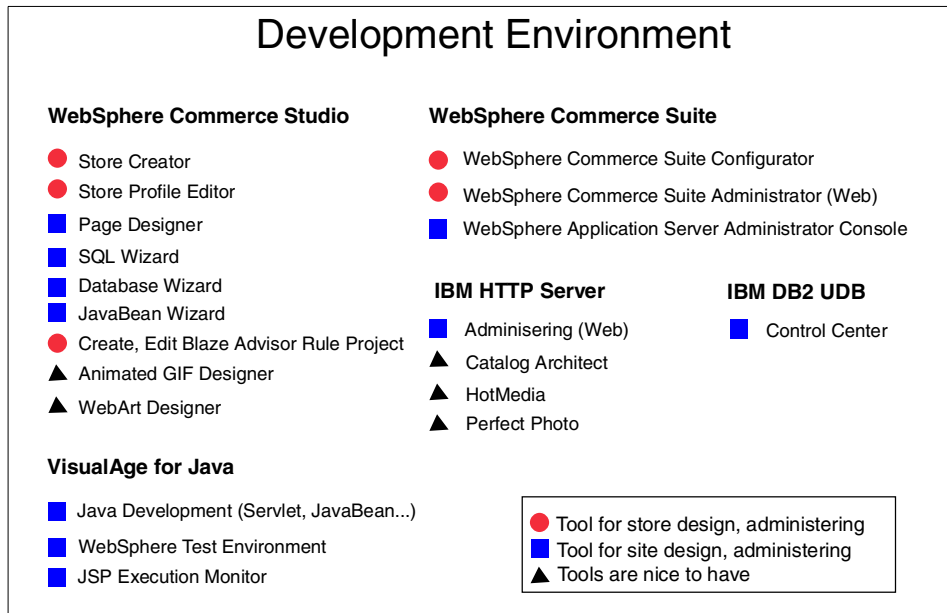 Development Environment
WebSphere Commerce Studio
Store Creator
Store Profile Editor
Page Designer
SQL Wizard
Database Wizard
JavaBean Wizard
Create, Edit Blaze Advisor Rule Project
Animated GIF Designer
WebArt Designer
WebSphere Commerce Suite
WebSphere Commerce Suite Configurator
WebSphere Commerce Suite Administrator (Web)
WebSphere Application Server Administrator Console
IBM HTTP Server
Adminisering (Web)
Catalog Architect
HotMedia
Perfect Photo
IBM DB2 UDB
Control Center
VisualAge for Java
Java Development (Servlet, JavaBean...)
WebSphere Test Environment
JSP Execution Monitor
Tool for store design, administering
Tool for site design, administering
Tools are nice to have